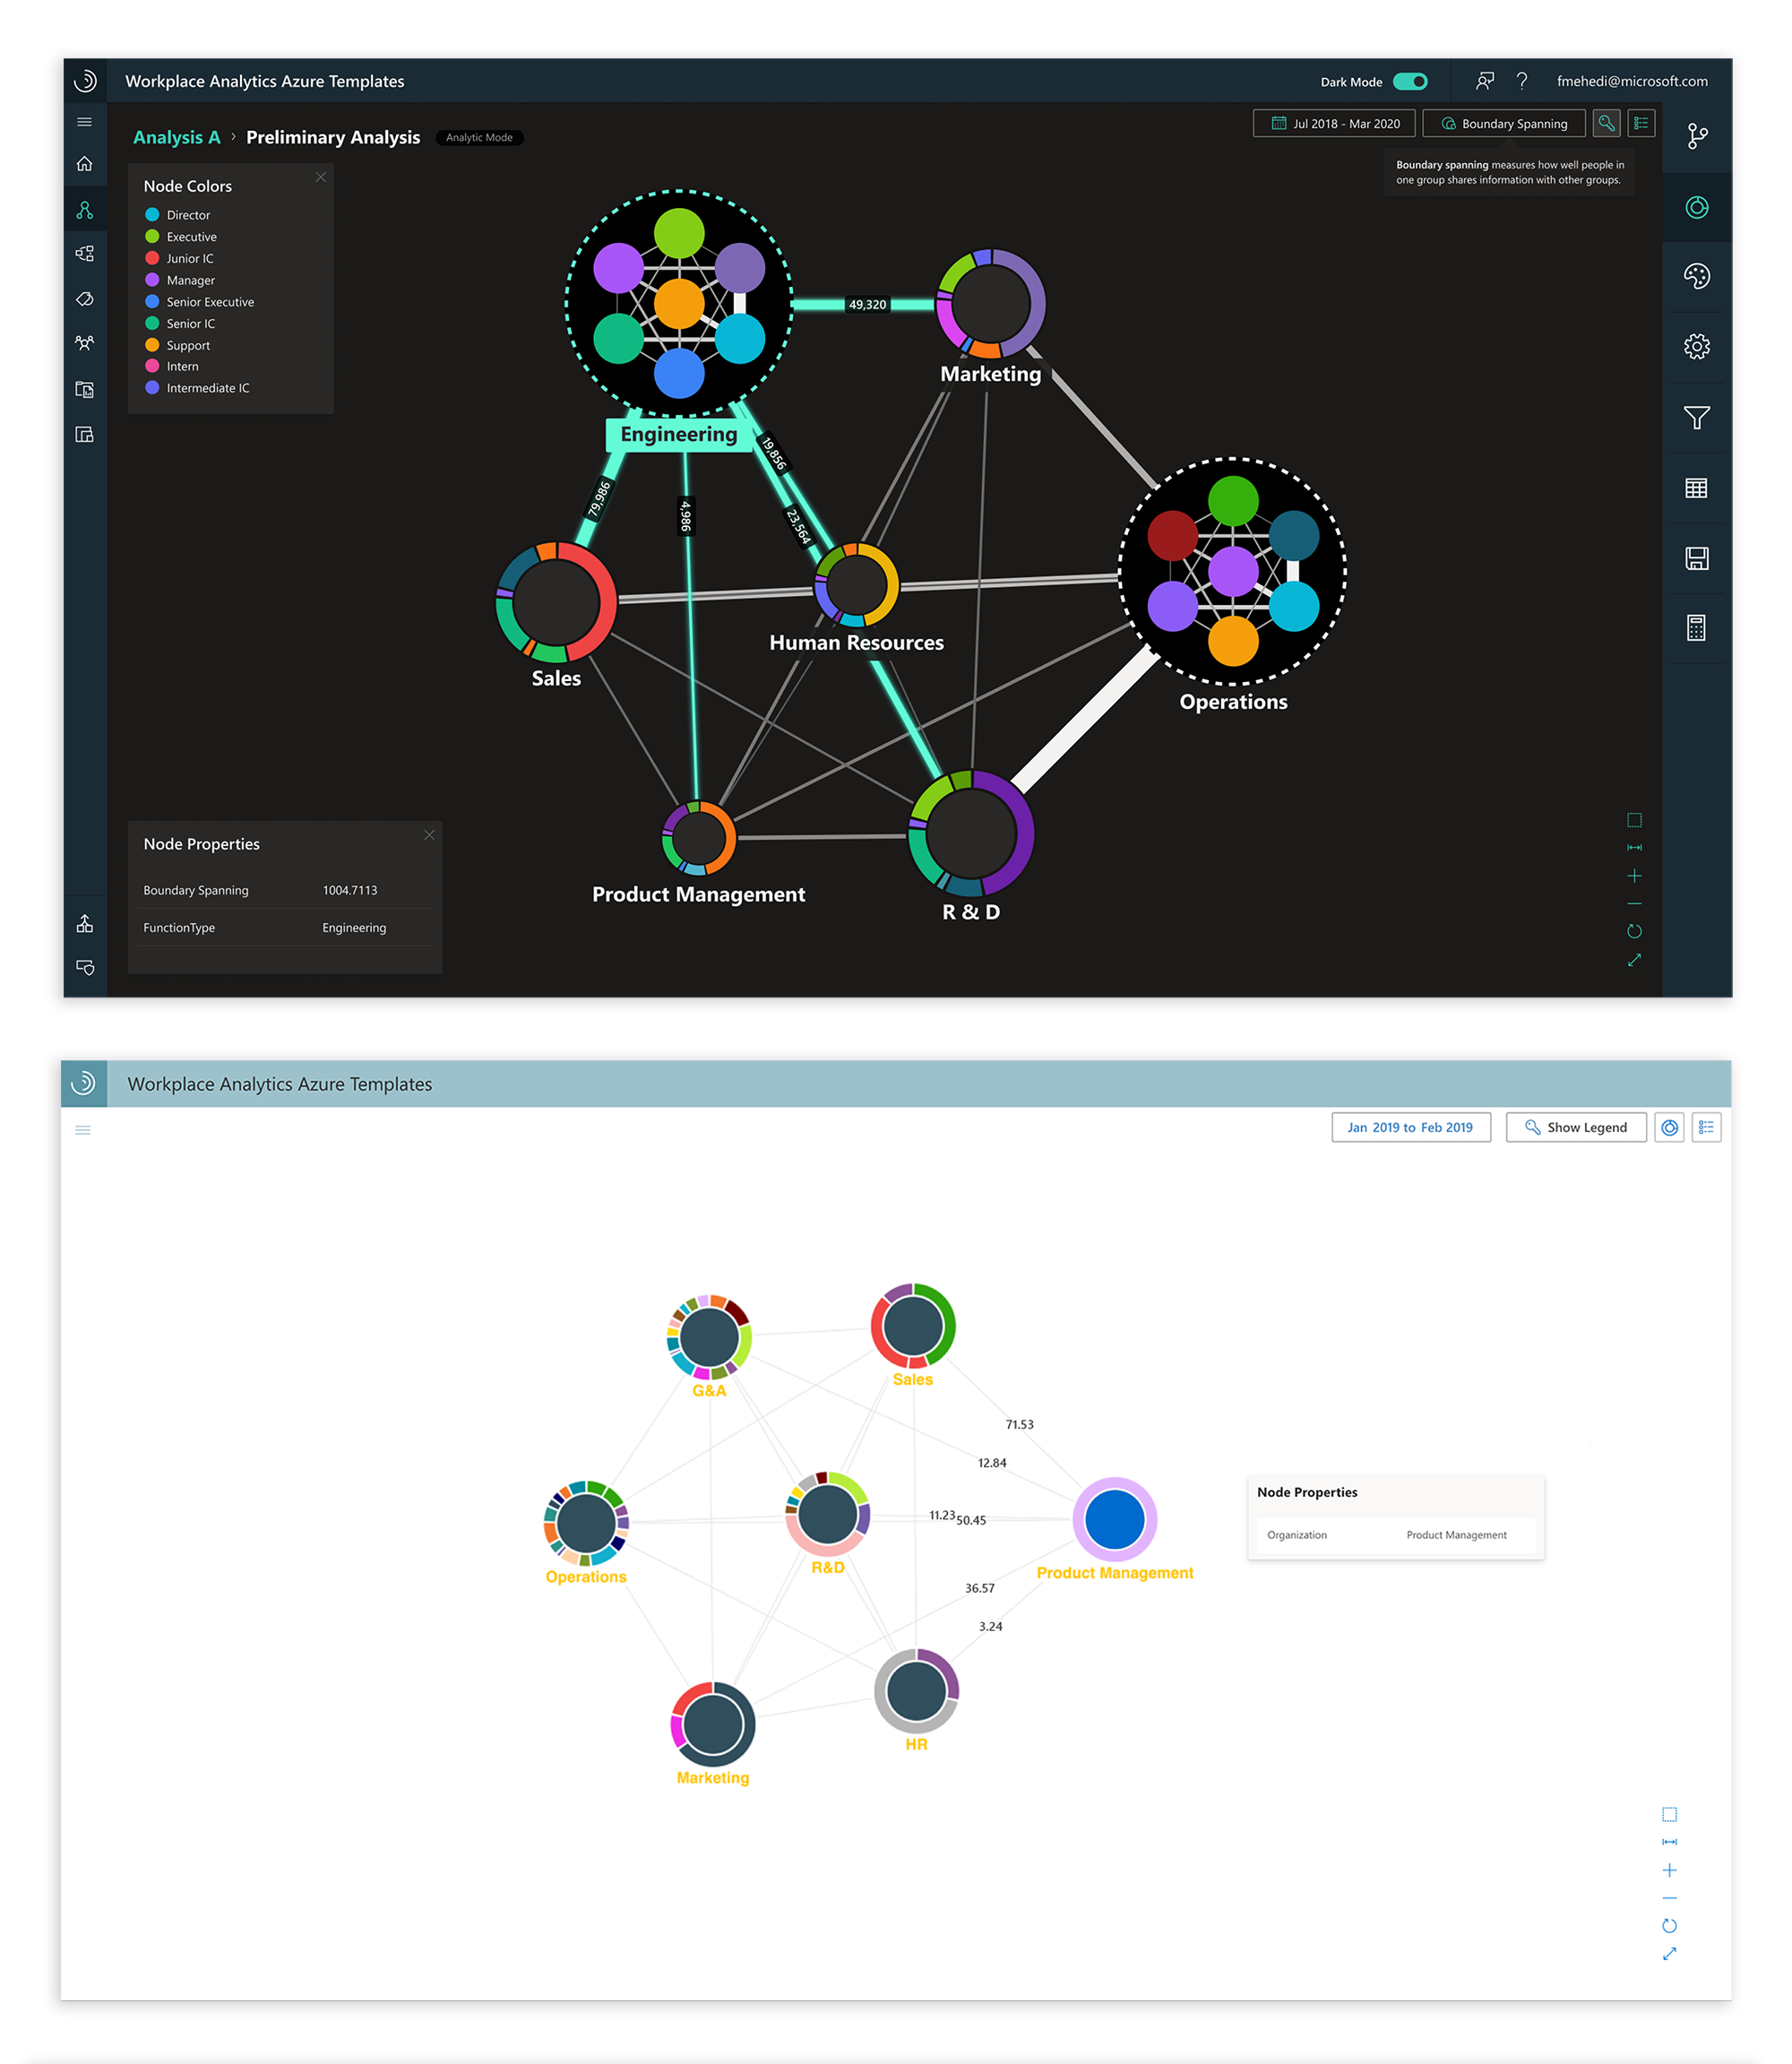 Workplace Analytics Azure Templates
Dark Mode
?
fmehedi@microsoft.com
Analysis A › Preliminary Analysis
Analytic Mode
Jul 2018 - Mar 2020
Boundary Spanning
Boundary spanning measures how well people in
one group shares information with other groups.
Node Colors
Director
Executive
Junior IC
Manager
Senior Executive
Senior IC
Support
Intern
Intermediate IC
49,320
Marketing
Engineering
19,856
79,986
4,986
23,564
Human Resources
Sales
Operations
Product Management
R & D
Node Properties
Boundary Spanning 1004.7113
FunctionType Engineering
Workplace Analytics Azure Templates
Jan 2019 to Feb 2019
Show Legend
Sales
G&A
71.53
12.84
11.23
50.45
Node Properties
Organization Product Management
R&D
Product Management
Operations
36.57
3.24
HR
Marketing